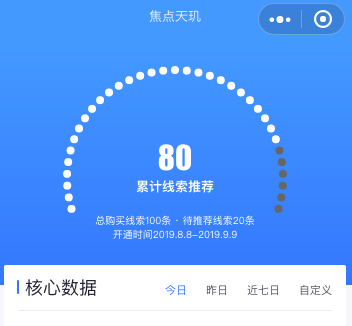 焦点天玑
80
累计线索推荐
总购买线索100条 · 待推荐线索20条
开通时间2019.8.8-2019.9.9
核心数据
今日 昨日 近七日 自定义